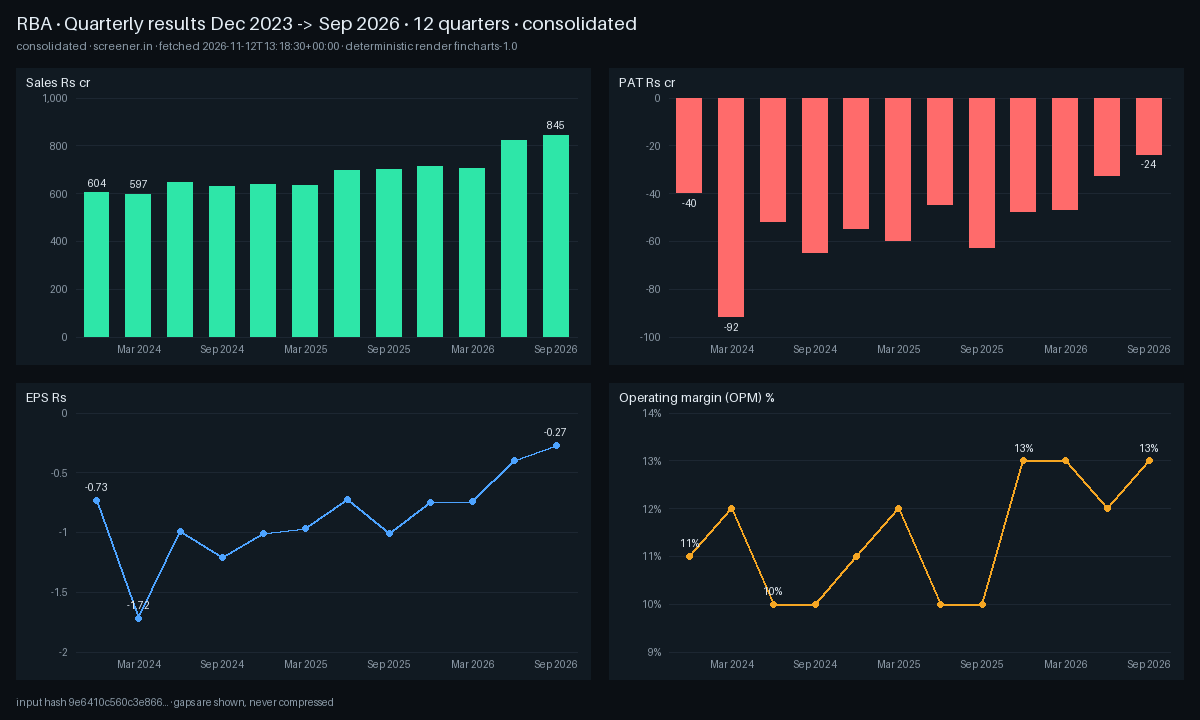 RBA · Quarterly results Dec 2023 -> Sep 2026 · 12 quarters · consolidated
consolidated · screener.in · fetched 2026-11-12T13:18:30+00:00 · deterministic render fincharts-1.0
Sales Rs cr
1,000
800
600
400
200
0
604
597
845
Mar 2024
Sep 2024
Mar 2025
Sep 2025
Mar 2026
Sep 2026
PAT Rs cr
0
-20
-40
-60
-80
-100
-40
-92
-24
Mar 2024
Sep 2024
Mar 2025
Sep 2025
Mar 2026
Sep 2026
EPS Rs
0
-0.5
-1
-1.5
-2
-0.73
-1.72
-0.27
Mar 2024
Sep 2024
Mar 2025
Sep 2025
Mar 2026
Sep 2026
Operating margin (OPM) %
14%
13%
12%
11%
10%
9%
11%
10%
13%
13%
Mar 2024
Sep 2024
Mar 2025
Sep 2025
Mar 2026
Sep 2026
input hash 9e6410c560c3e866… · gaps are shown, never compressed